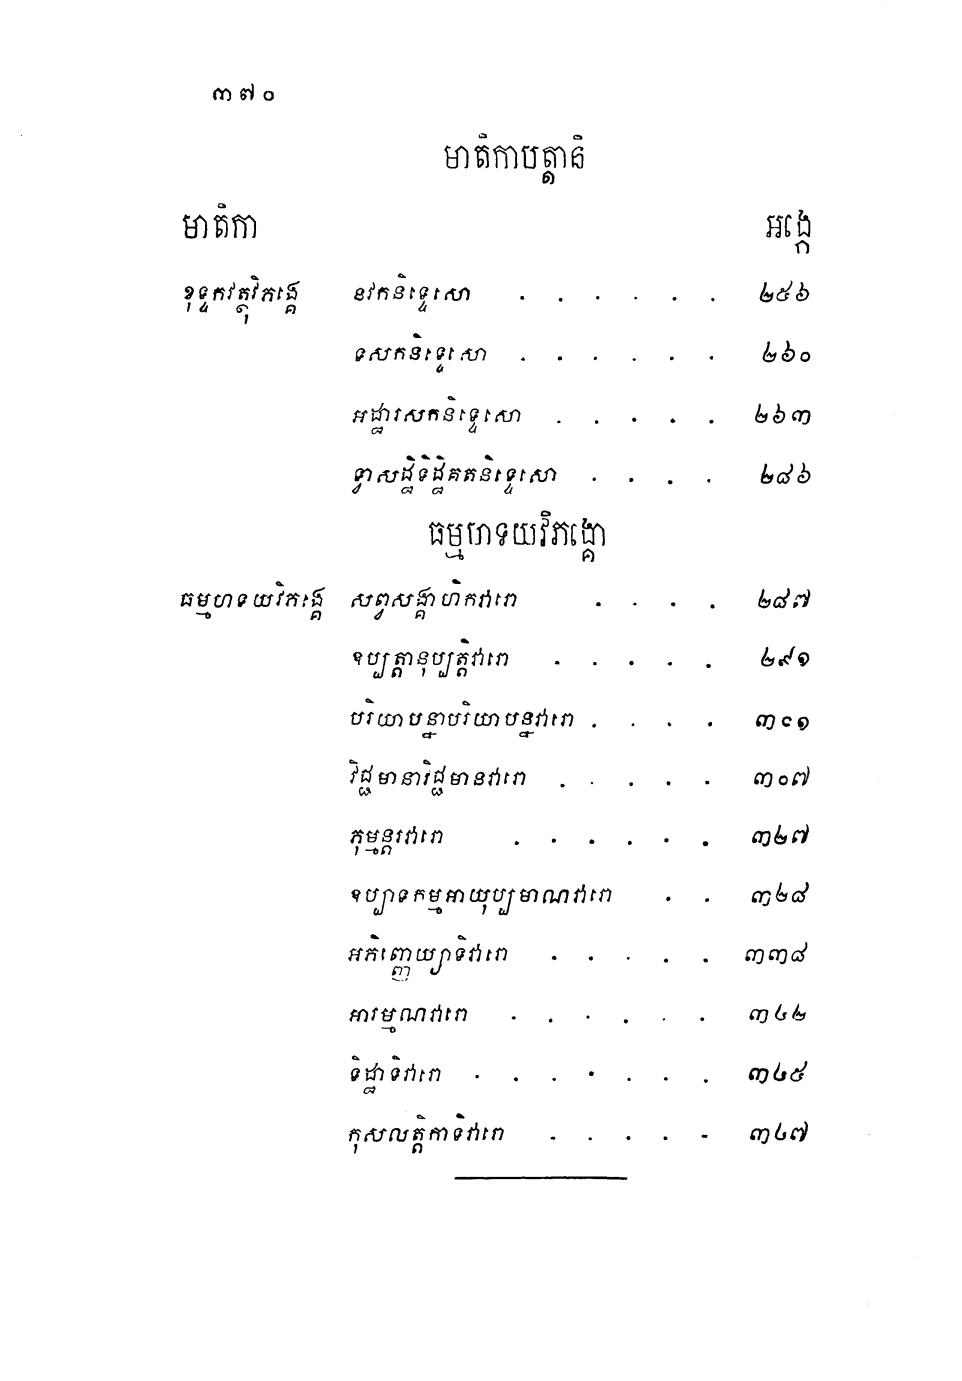 ៣៧០
មាតិកាបត្តានិ
មាតិកា អង្កេ
ខុទ្ទកវត្ថុវិភង្គេ នវកនិទ្ទេសោ . . . . . . ២៥៦
ទសកនិទ្ទេសោ . . . . . . ២៦០
អដ្ឋារសកនិទ្ទេសោ . . . . . ២៦៣
ទ្វាសដ្ឋិទិដ្ឋិគតនិទ្ទេសោ . . . . ២៨៦
ធម្មហទយវិភង្គោ
ធម្មហទយវិភង្គេ សព្វសង្គាហិកវារោ . . . . ២៨៧
ឧប្បត្តានុប្បត្តិវារោ . . . . . ២៩១
បរិយាបន្នាបរិយាបន្នវារោ . . . . ៣០១
វិជ្ជមានាវិជ្ជមានវារោ . . . . . ៣០៧
ភុម្មន្តរវារោ . . . . . . ៣២៧
ឧប្បាទកម្មអាយុប្បមាណវារោ . . ៣២៨
អភិញ្ញេយ្យាទិវារោ . . . . . ៣៣៨
អារម្មណវារោ . . . . . . ៣៤២
ទិដ្ឋាទិវារោ . . . . . . . ៣៤៥
កុសលត្តិកាទិវារោ . . . . . ៣៤៧